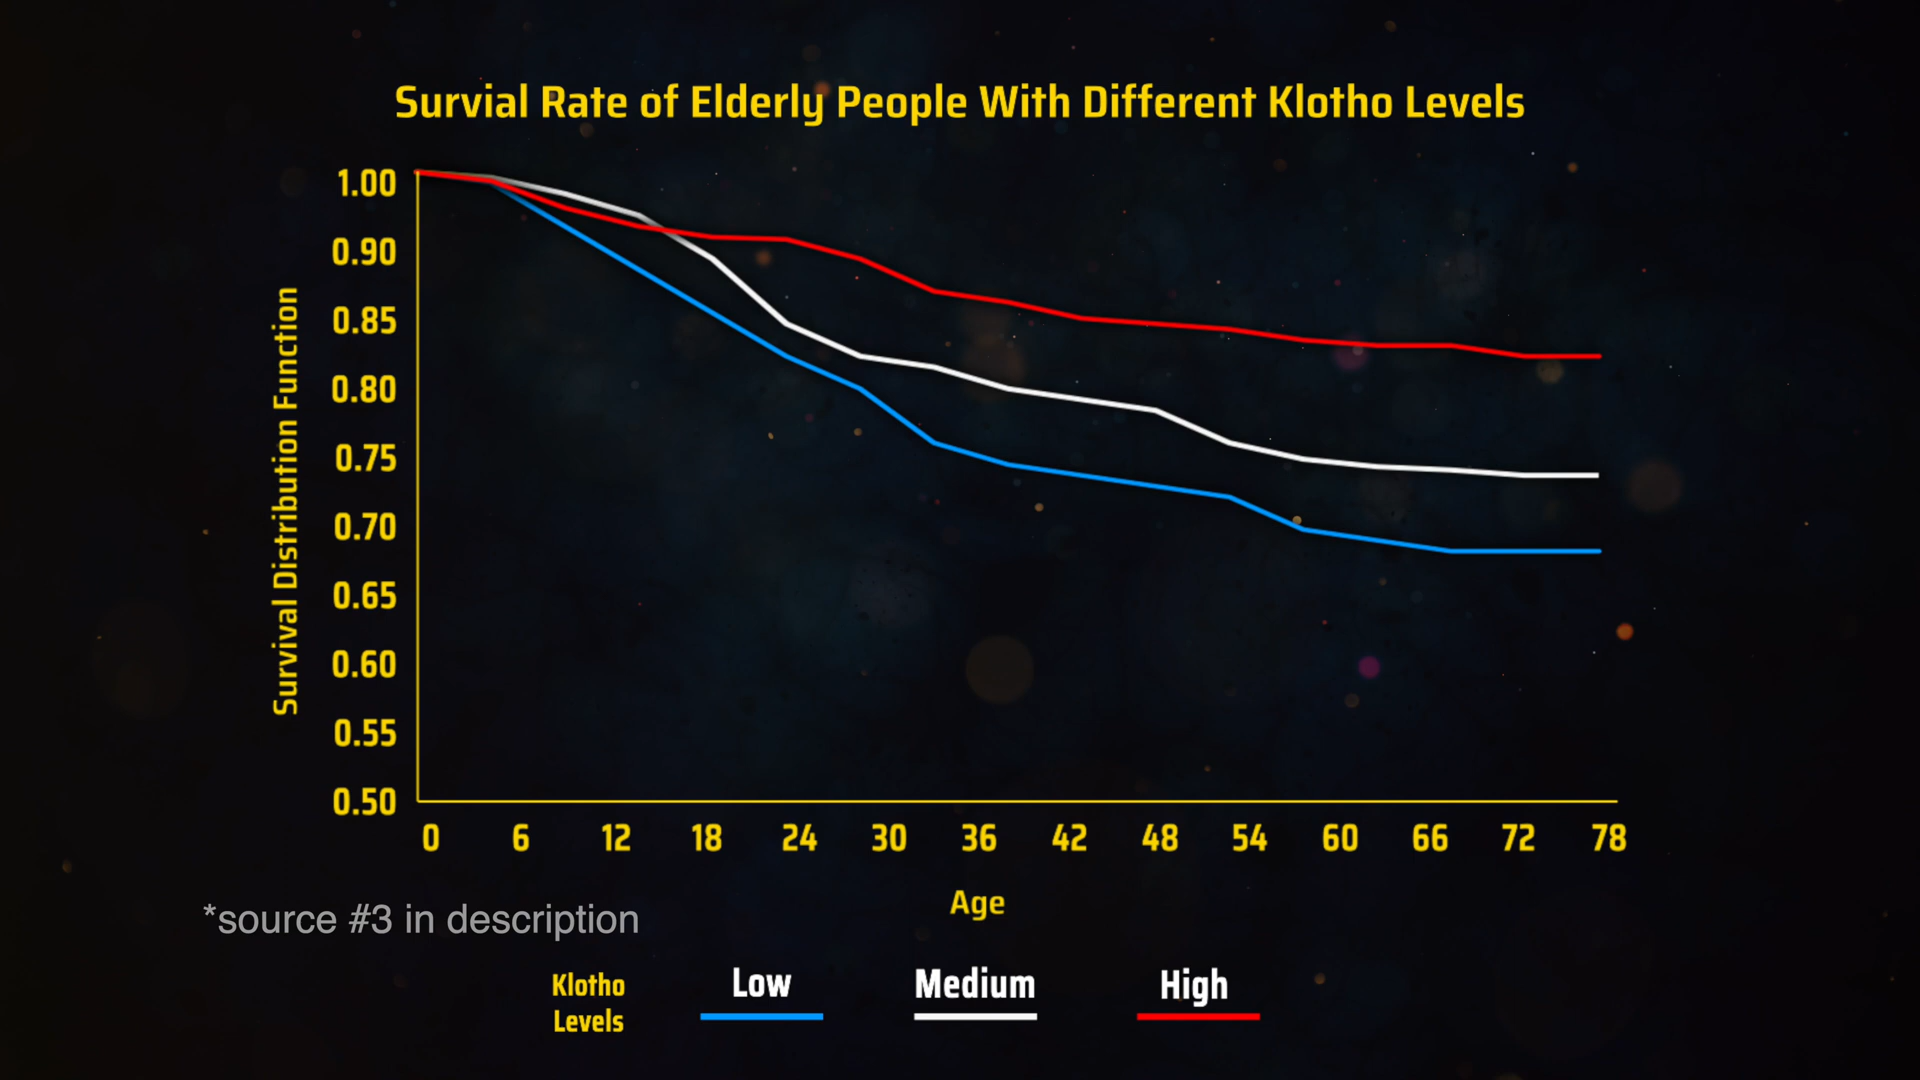 Survial Rate of Elderly People With Different Klotho Levels
Survival Distribution Function
1.00
0.90
0.85
0.80
0.75
0.70
0.65
0.60
0.55
0.50
0 6 12 18 24 30 36 42 48 54 60 66 72 78
Age
*source #3 in description
Klotho Levels
Low Medium High